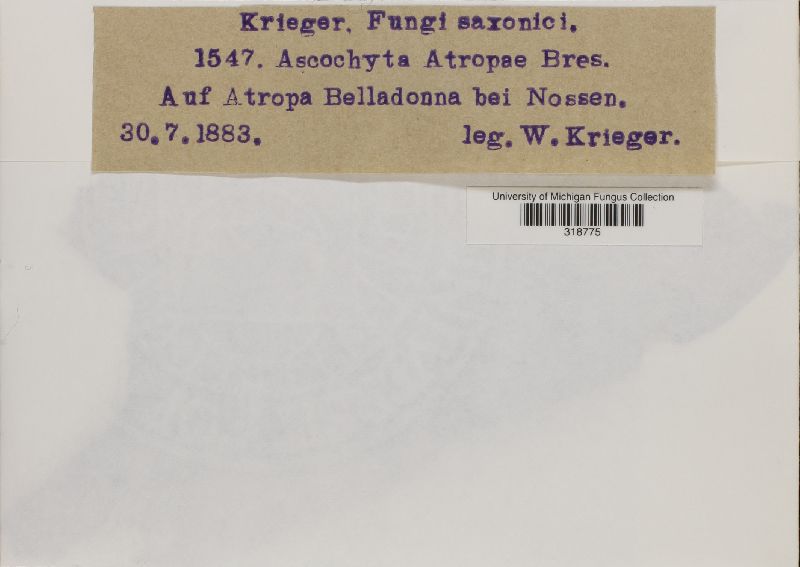 Krieger, Fungi saxonici.
1547. Ascochyta Atropae Bres.
Auf Atropa Belladonna bei Nossen.
30.7.1883. leg. W. Krieger.
University of Michigan Fungus Collection
318775